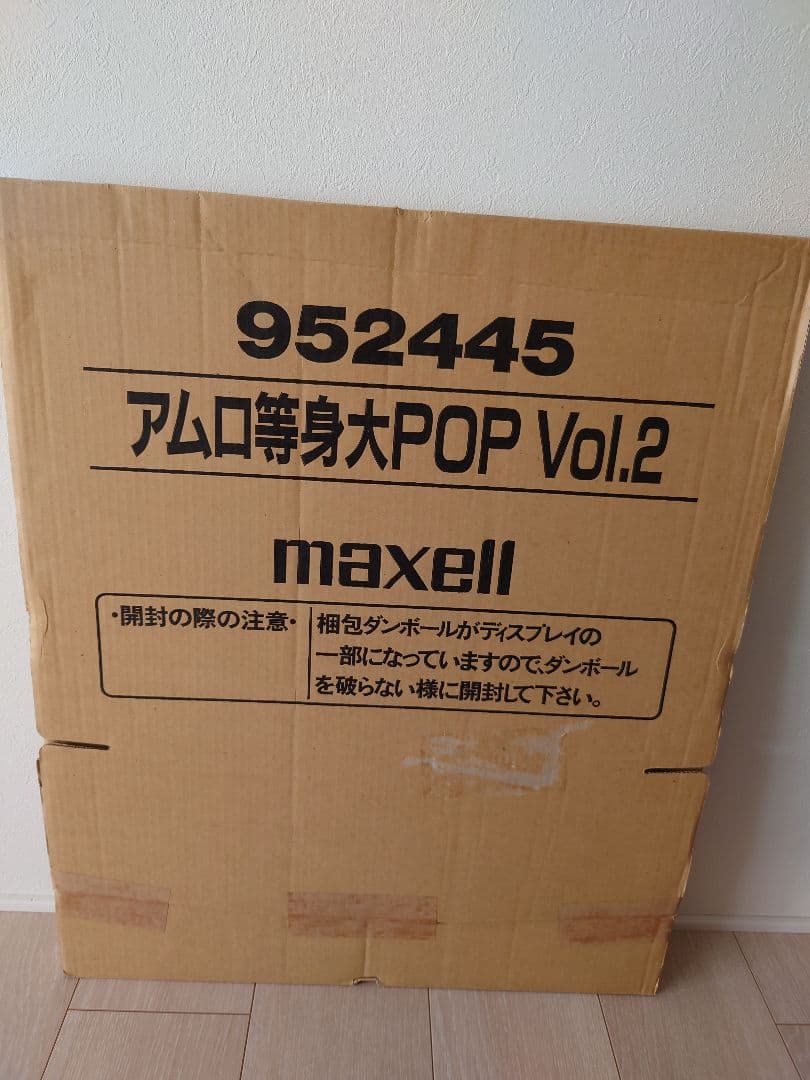 952445
アムロ等身大POP Vol.2
maxell
・開封の際の注意・
梱包ダンボールがディスプレイの
一部になっていますので、ダンボール
を破らない様に開封して下さい。